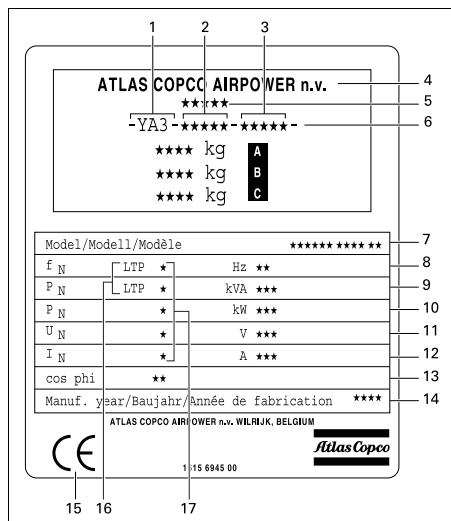 1 2 3
ATLAS COPCO AIRPOWER n.v. 4
★★★★★ 5
-YA3-★★★★★-★★★★★- 6
★★★★ kg A
★★★★ kg B
★★★★ kg C
Model/Modell/Modèle ★★★★★★ ★★★★ ★★ 7
f N LTP ★ Hz ★★ 8
P N LTP ★ kVA ★★★ 9
P N ★ kW ★★★ 10
U N ★ V ★★★ 11
I N ★ A ★★★ 12
cos phi ★★ 13
Manuf. year/Baujahr/Année de fabrication ★★★★ 14
ATLAS COPCO AIRPOWER n.v. WILRIJK, BELGIUM
CE Atlas Copco
1615 6945 00
15 16 17